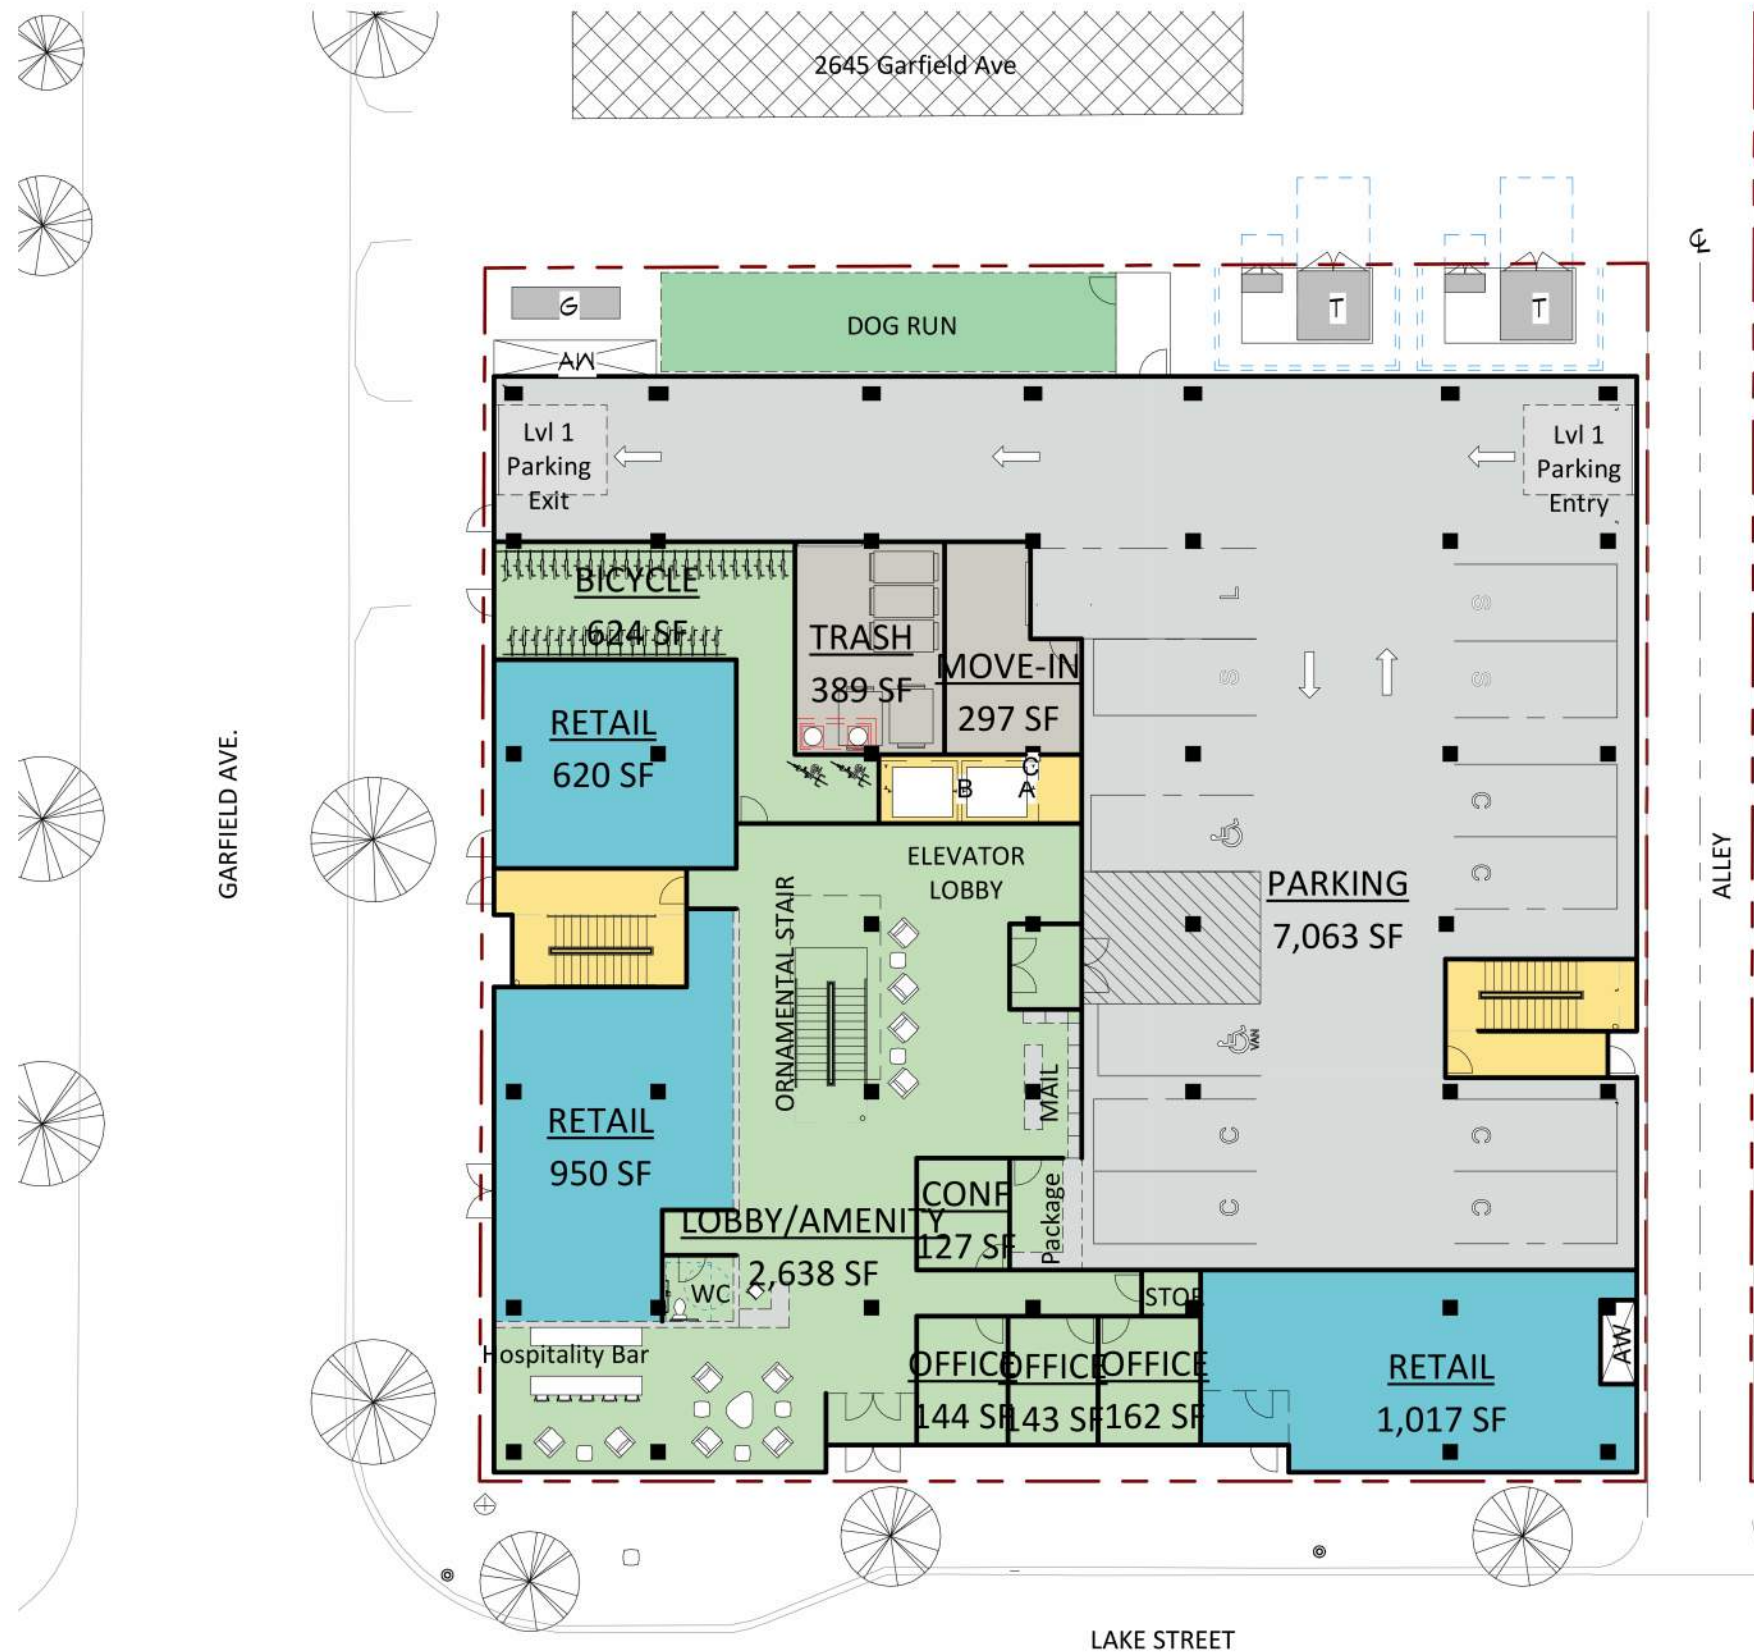 2645 Garfield Ave
G
DOG RUN
T
T
AW
Lvl 1
Parking
Exit
Lvl 1
Parking
Entry
BICYCLE
624 SF
TRASH
389 SF
MOVE-IN
297 SF
L
S
S
S
RETAIL
620 SF
B
C
A
C
C
ELEVATOR
LOBBY
ORNAMENTAL STAIR
PARKING
7,063 SF
GARFIELD AVE.
ALLEY
VAN
MAIL
RETAIL
950 SF
C
C
C
C
CONF
127 SF
Package
LOBBY/AMENITY
2,638 SF
WC
STOR
Hospitality Bar
OFFICE
144 SF
OFFICE
143 SF
OFFICE
162 SF
RETAIL
1,017 SF
AW
LAKE STREET